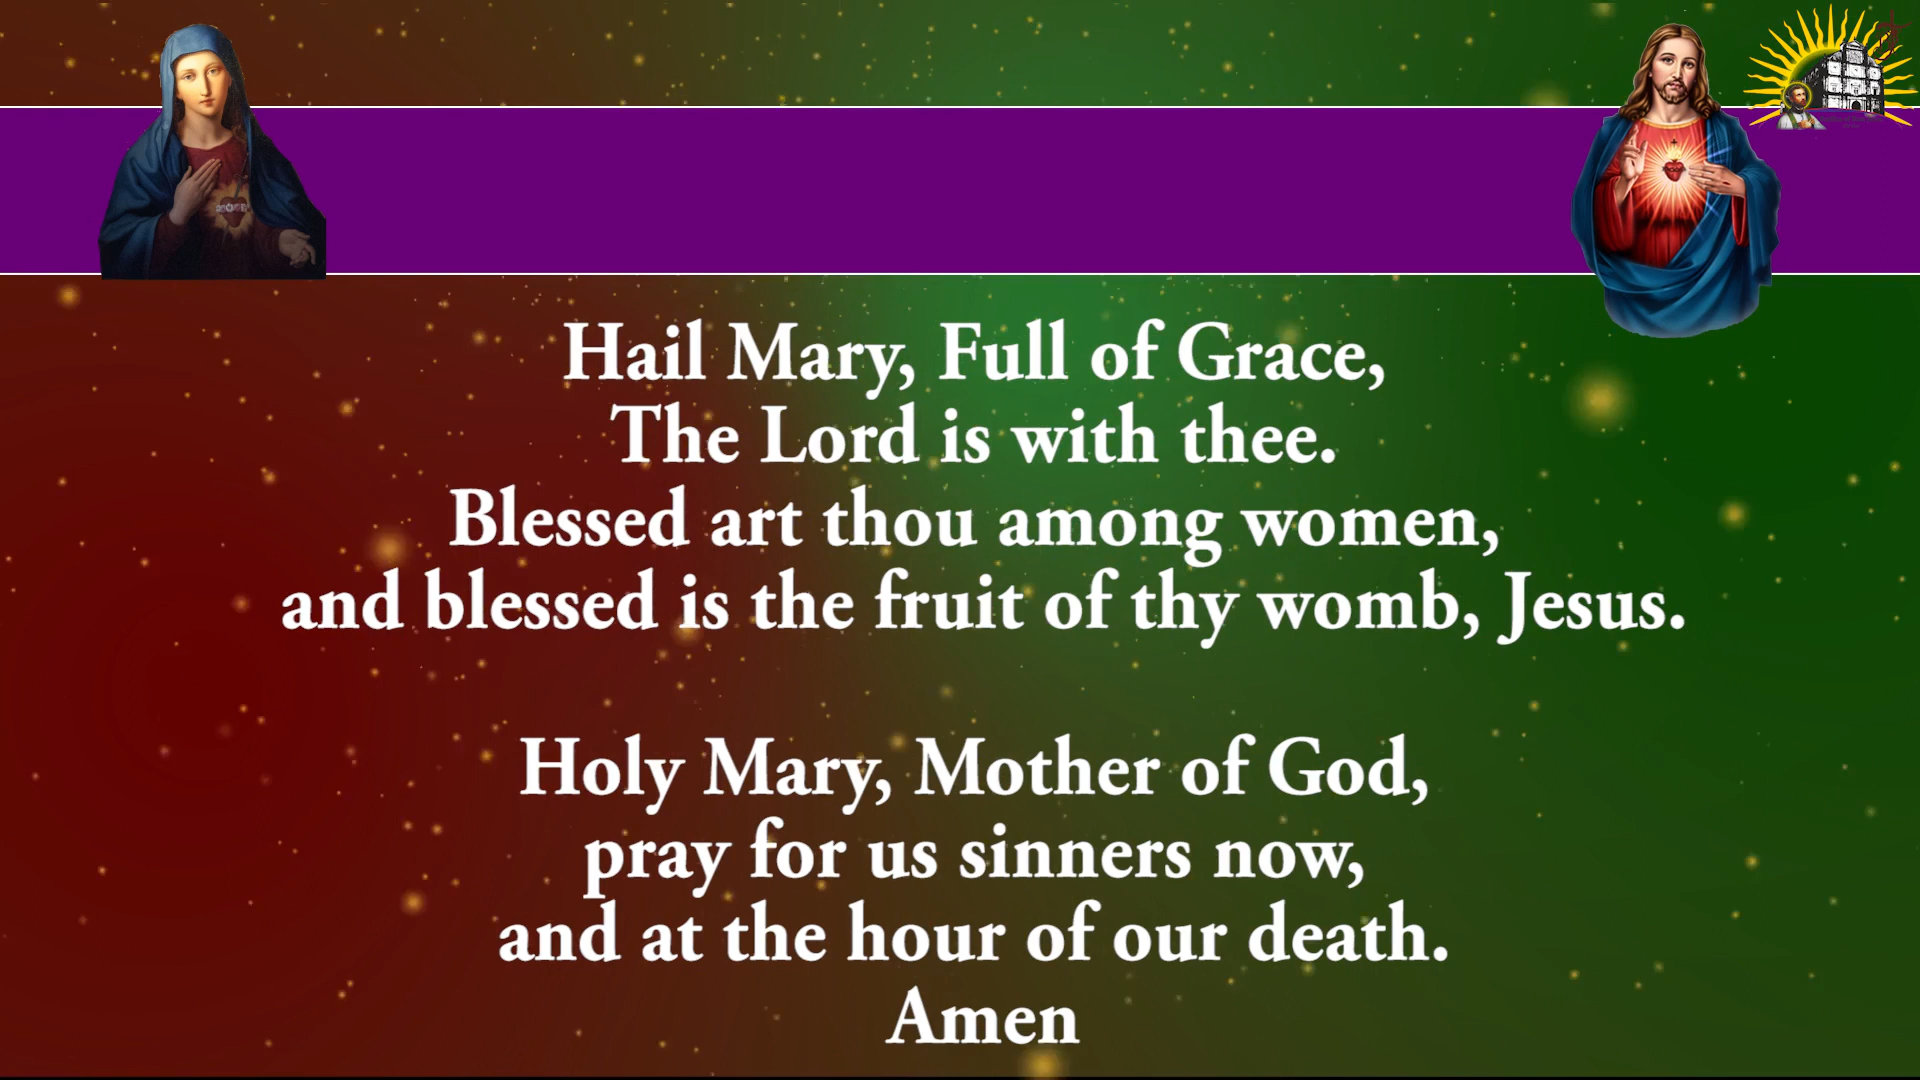 Hail Mary, Full of Grace,
The Lord is with thee.
Blessed art thou among women,
and blessed is the fruit of thy womb, Jesus.
Holy Mary, Mother of God,
pray for us sinners now,
and at the hour of our death.
Amen